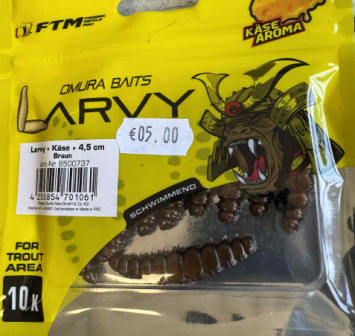 FTM
KÄSE
AROMA
OMURA BAITS
LARVY
€05.00
Larvy • Käse • 4,5 cm
Braun
Art-Nr. 8500737
SCHWIMMEND
FOR
TROUT
AREA
10x